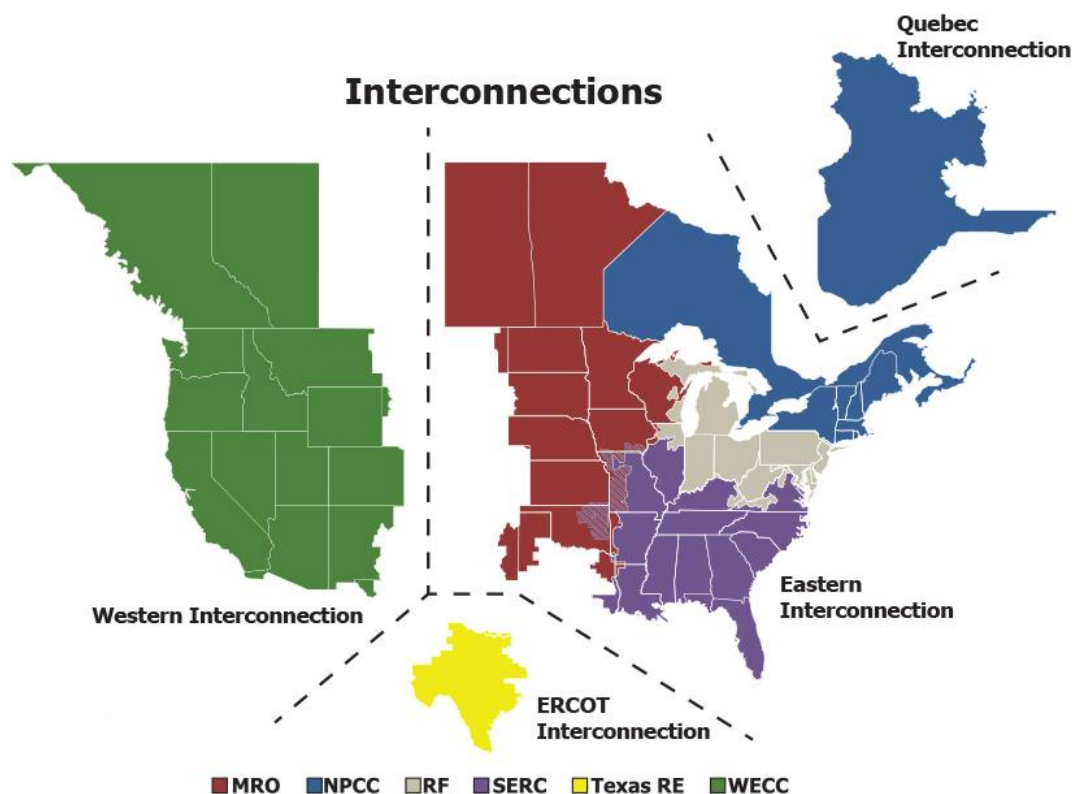 Quebec
Interconnection
Interconnections
Western Interconnection
Eastern
Interconnection
ERCOT
Interconnection
MRO NPCC RF SERC Texas RE WECC